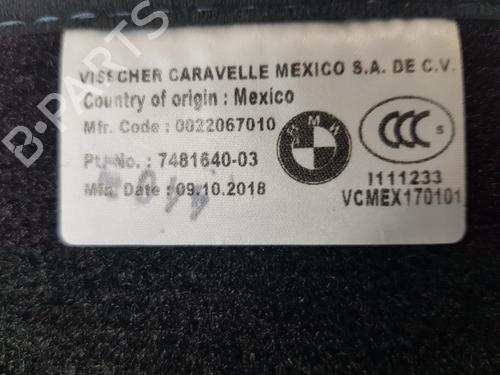 VISSCHER CARAVELLE MEXICO S.A. DE C.V.
Country of origin : Mexico
Mfr. Code : 0022067010
BMW
CCC
S
Pt. No. : 7481640-03
I111233
Mfg. Date : 09.10.2018
VCMEX170101